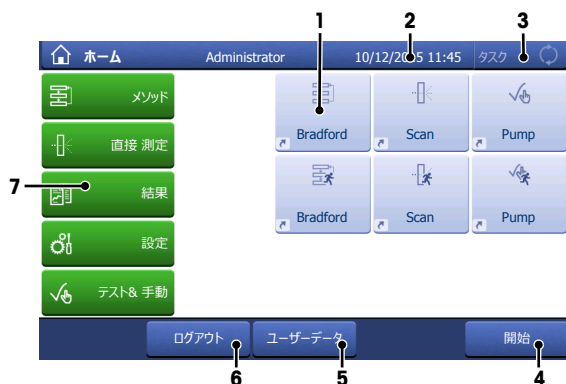 1 2 3
ホーム Administrator 10/12/2015 11:45 タスク
メソッド
直接 測定
結果
設定
テスト& 手動
Bradford Scan Pump
Bradford Scan Pump
7
ログアウト ユーザーデータ 開始
6 5 4